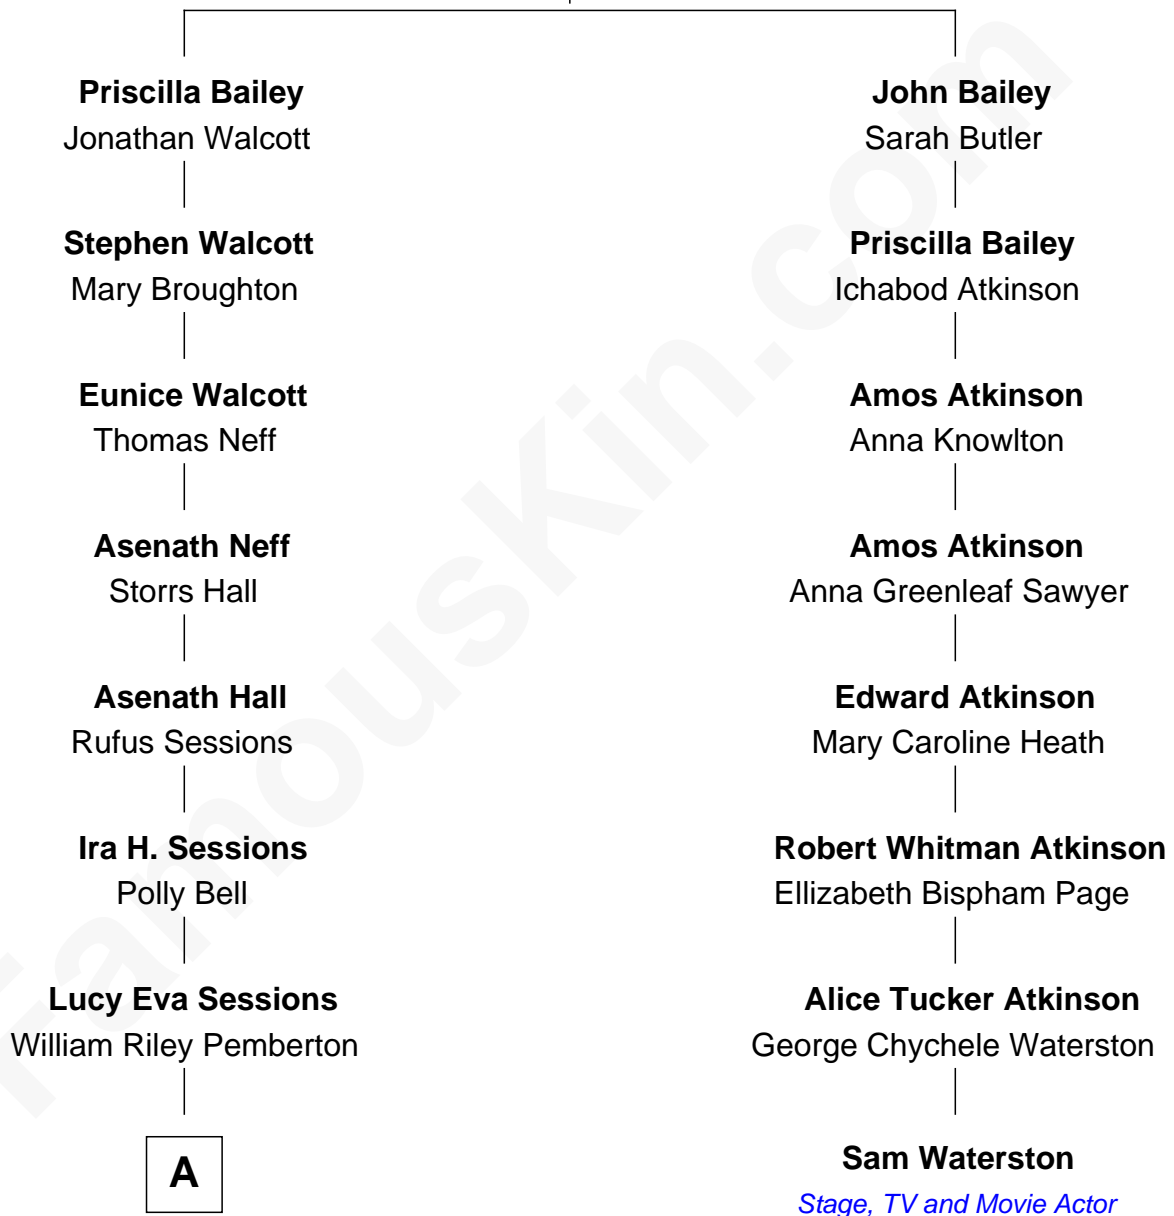 Priscilla Bailey
Jonathan Walcott
Stephen Walcott
Mary Broughton
Eunice Walcott
Thomas Neff
Asenath Neff
Storrs Hall
Asenath Hall
Rufus Sessions
Ira H. Sessions
Polly Bell
Lucy Eva Sessions
William Riley Pemberton
A
John Bailey
Sarah Butler
Priscilla Bailey
Ichabod Atkinson
Amos Atkinson
Anna Knowlton
Amos Atkinson
Anna Greenleaf Sawyer
Edward Atkinson
Mary Caroline Heath
Robert Whitman Atkinson
Ellizabeth Bispham Page
Alice Tucker Atkinson
George Chychele Waterston
Sam Waterston
Stage, TV and Movie Actor
FamousKin.com